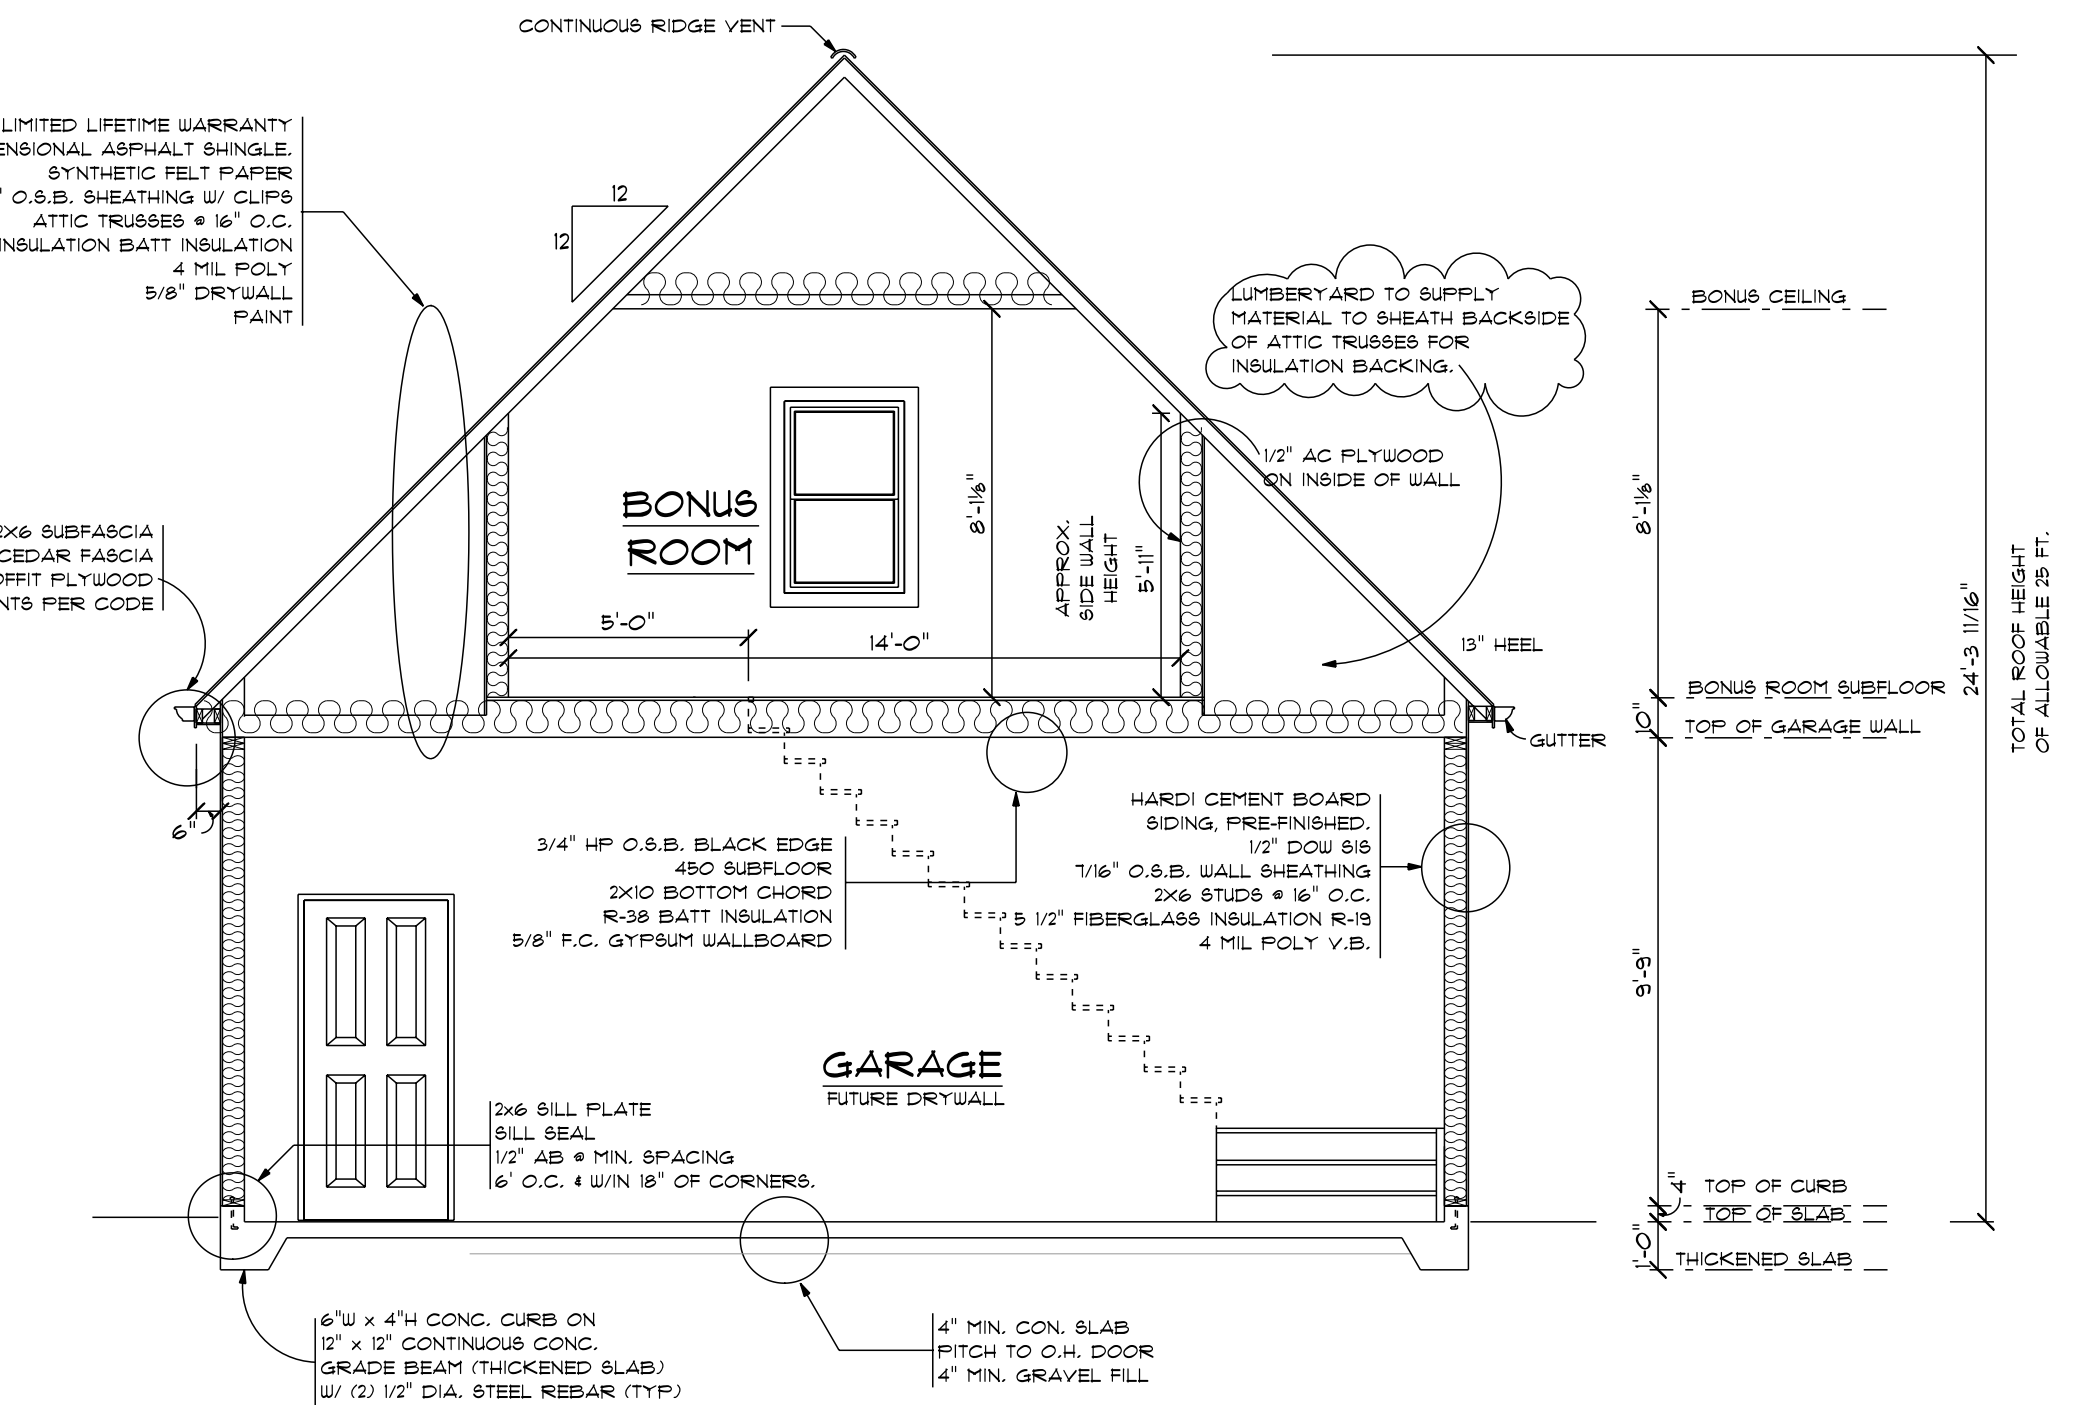 CONTINUOUS RIDGE VENT
LIMITED LIFETIME WARRANTY
ENSIONAL ASPHALT SHINGLE.
SYNTHETIC FELT PAPER
" O.S.B. SHEATHING W/ CLIPS
ATTIC TRUSSES @ 16" O.C.
INSULATION BATT INSULATION
4 MIL POLY
5/8" DRYWALL
PAINT
12
12
LUMBERYARD TO SUPPLY
MATERIAL TO SHEATH BACKSIDE
OF ATTIC TRUSSES FOR
INSULATION BACKING.
BONUS CEILING
1/2" AC PLYWOOD
ON INSIDE OF WALL
BONUS
ROOM
8'-1 1/8"
APPROX.
SIDE WALL
HEIGHT
5'-11"
8'-1 1/8"
2X6 SUBFASCIA
CEDAR FASCIA
OFFIT PLYWOOD
NTS PER CODE
5'-0"
14'-0"
13" HEEL
24'-3 11/16"
TOTAL ROOF HEIGHT
OF ALLOWABLE 25 FT.
BONUS ROOM SUBFLOOR
10"
TOP OF GARAGE WALL
GUTTER
6"
3/4" HP O.S.B. BLACK EDGE
450 SUBFLOOR
2X10 BOTTOM CHORD
R-38 BATT INSULATION
5/8" F.C. GYPSUM WALLBOARD
HARDI CEMENT BOARD
SIDING, PRE-FINISHED.
1/2" DOW SIS
7/16" O.S.B. WALL SHEATHING
2X6 STUDS @ 16" O.C.
5 1/2" FIBERGLASS INSULATION R-19
4 MIL POLY V.B.
9'-9"
GARAGE
FUTURE DRYWALL
2x6 SILL PLATE
SILL SEAL
1/2" AB @ MIN. SPACING
6' O.C. & W/IN 18" OF CORNERS.
4"
TOP OF CURB
TOP OF SLAB
1'-0"
THICKENED SLAB
6"W x 4"H CONC. CURB ON
12" x 12" CONTINUOUS CONC.
GRADE BEAM (THICKENED SLAB)
W/ (2) 1/2" DIA. STEEL REBAR (TYP)
4" MIN. CON. SLAB
PITCH TO O.H. DOOR
4" MIN. GRAVEL FILL